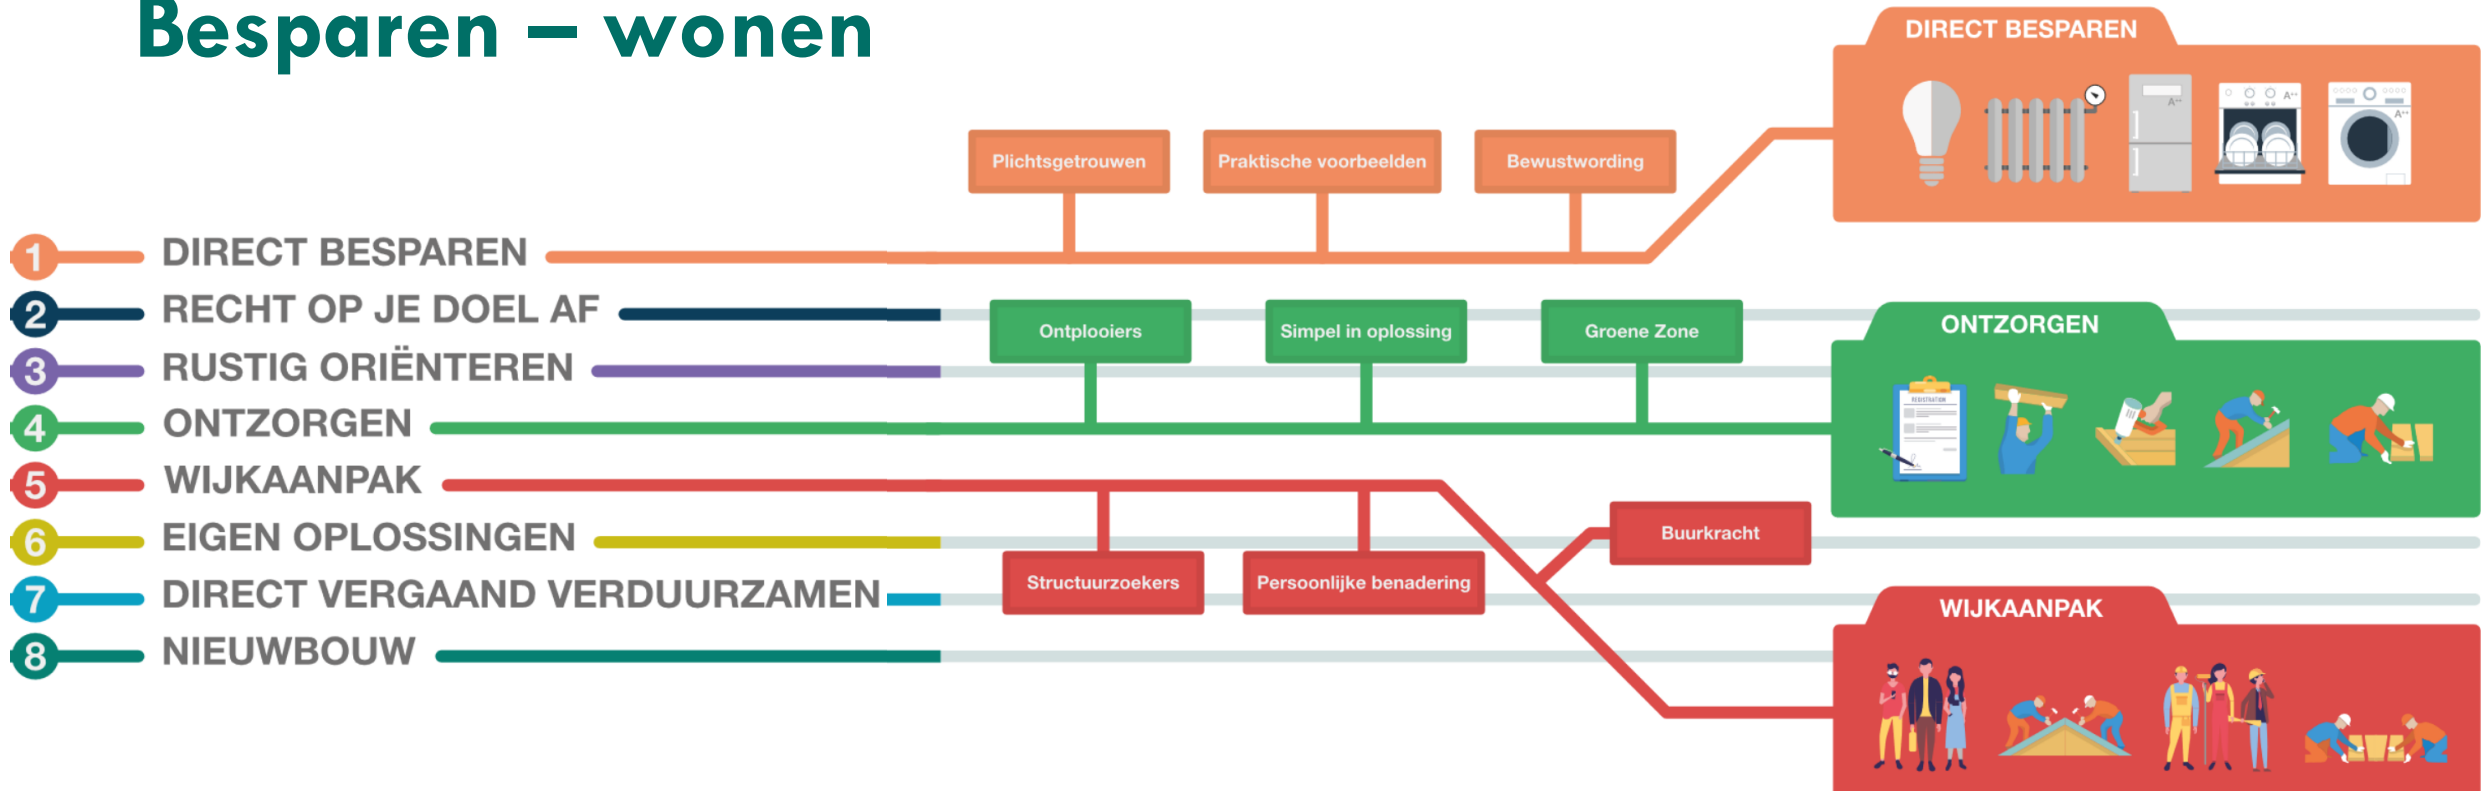 Besparen – wonen
DIRECT BESPAREN
A++
A++
A++
Plichtsgetrouwen
Praktische voorbeelden
Bewustwording
1 DIRECT BESPAREN
2 RECHT OP JE DOEL AF
3 RUSTIG ORIËNTEREN
4 ONTZORGEN
5 WIJKAANPAK
6 EIGEN OPLOSSINGEN
7 DIRECT VERGAAND VERDUURZAMEN
8 NIEUWBOUW
Ontplooiers
Simpel in oplossing
Groene Zone
ONTZORGEN
REGISTRATION
Structuurzoekers
Persoonlijke benadering
Buurkracht
WIJKAANPAK